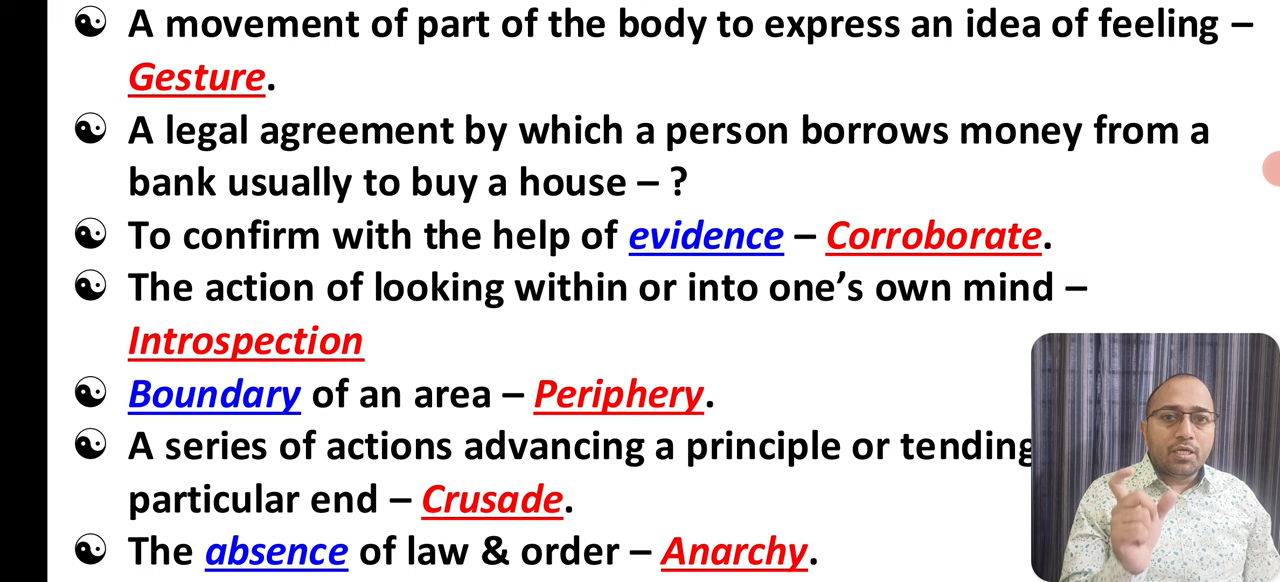 A movement of part of the body to express an idea of feeling –
Gesture.
A legal agreement by which a person borrows money from a
bank usually to buy a house – ?
To confirm with the help of evidence – Corroborate.
The action of looking within or into one’s own mind –
Introspection
Boundary of an area – Periphery.
A series of actions advancing a principle or tending
particular end – Crusade.
The absence of law & order – Anarchy.